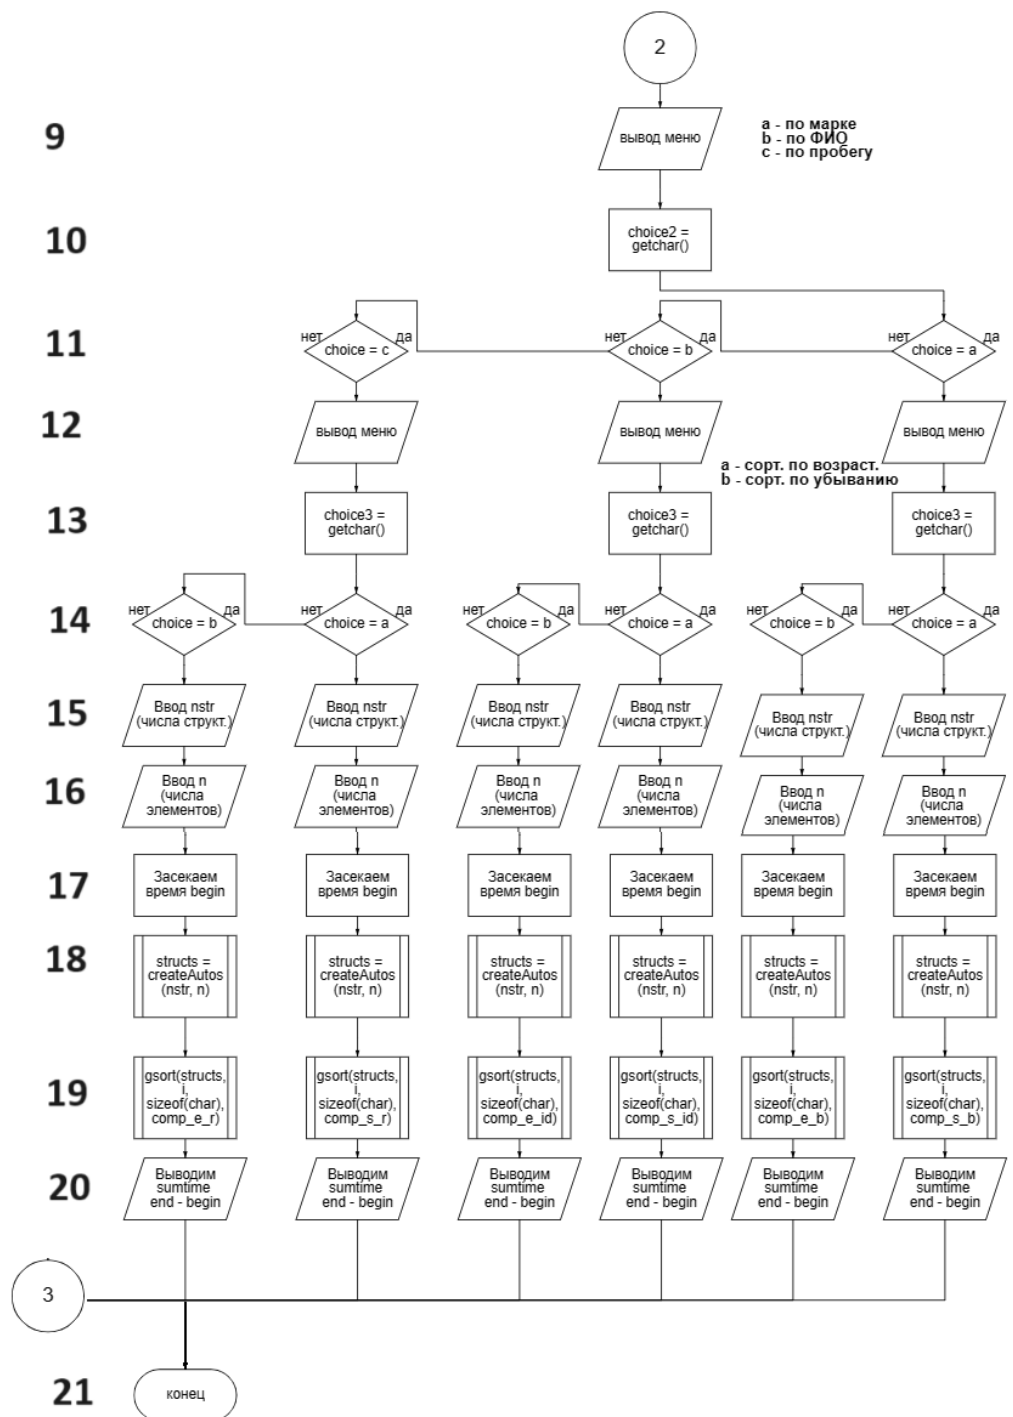 2
9
вывод меню
a - по марке
b - по ФИО
c - по пробегу
10
choice2 =
getchar()
11
нет
choice = c
да
нет
choice = b
да
нет
choice = a
да
12
вывод меню
вывод меню
вывод меню
a - сорт. по возраст.
b - сорт. по убыванию
13
choice3 =
getchar()
choice3 =
getchar()
choice3 =
getchar()
14
нет
choice = b
да
нет
choice = a
да
нет
choice = b
да
нет
choice = a
да
нет
choice = b
да
нет
choice = a
да
15
Ввод nstr
(числа структ.)
Ввод nstr
(числа структ.)
Ввод nstr
(числа структ.)
Ввод nstr
(числа структ.)
Ввод nstr
(числа структ.)
Ввод nstr
(числа структ.)
16
Ввод n
(числа
элементов)
Ввод n
(числа
элементов)
Ввод n
(числа
элементов)
Ввод n
(числа
элементов)
Ввод n
(числа
элементов)
Ввод n
(числа
элементов)
17
Засекаем
время begin
Засекаем
время begin
Засекаем
время begin
Засекаем
время begin
Засекаем
время begin
Засекаем
время begin
18
structs =
createAutos
(nstr, n)
structs =
createAutos
(nstr, n)
structs =
createAutos
(nstr, n)
structs =
createAutos
(nstr, n)
structs =
createAutos
(nstr, n)
structs =
createAutos
(nstr, n)
19
gsort(structs,
i,
sizeof(char),
comp_e_r)
gsort(structs,
i,
sizeof(char),
comp_s_r)
gsort(structs,
i,
sizeof(char),
comp_e_id)
gsort(structs,
i,
sizeof(char),
comp_s_id)
gsort(structs,
i,
sizeof(char),
comp_e_b)
gsort(structs,
i,
sizeof(char),
comp_s_b)
20
Выводим
sumtime
end - begin
Выводим
sumtime
end - begin
Выводим
sumtime
end - begin
Выводим
sumtime
end - begin
Выводим
sumtime
end - begin
Выводим
sumtime
end - begin
3
21
конец